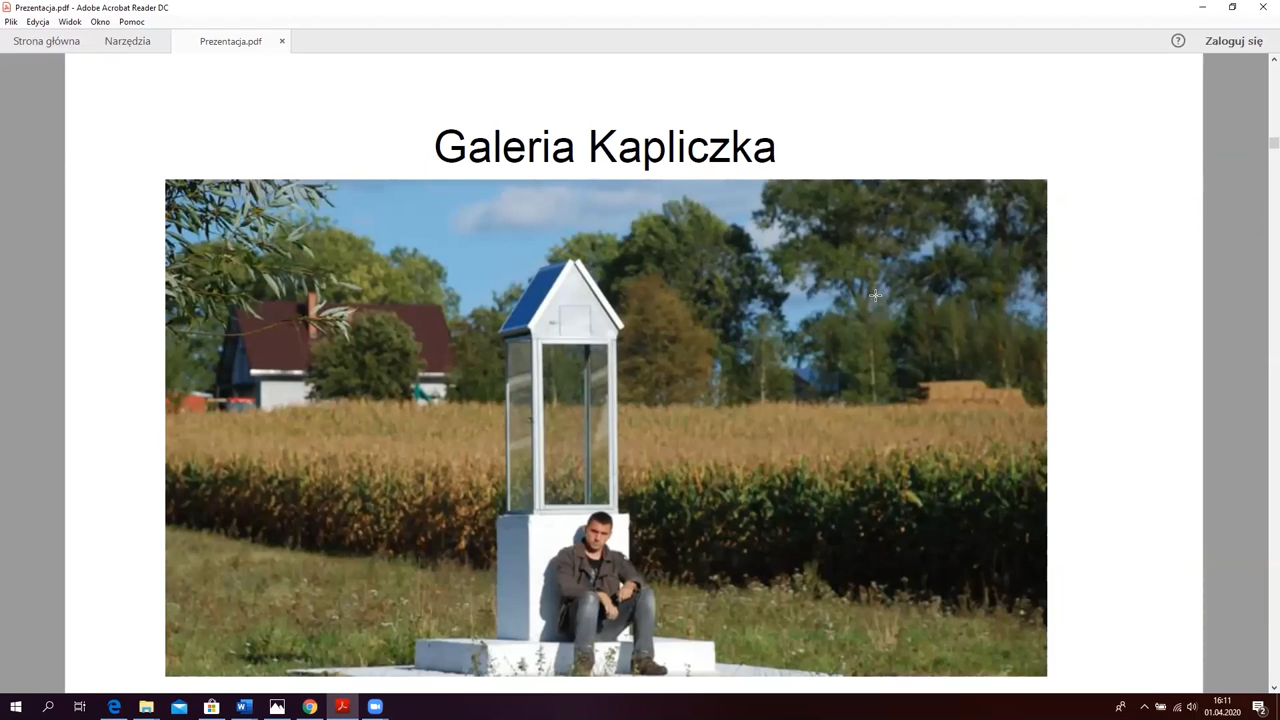 Prezentacja.pdf - Adobe Acrobat Reader DC
Plik Edycja Widok Okno Pomoc
Strona główna Narzędzia Prezentacja.pdf × ? Zaloguj się
Galeria Kapliczka
16:11
01.04.2020
2